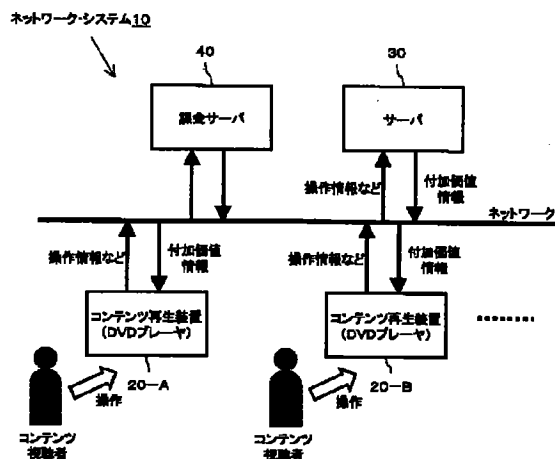 ネットワーク・システム10
40
30
課金サーバ
サーバ
操作情報など
付加価値
情報
ネットワーク
操作情報など
付加価値
情報
操作情報など
付加価値
情報
コンテンツ再生装置
(DVDプレーヤ)
コンテンツ再生装置
(DVDプレーヤ)
………
20-A
20-B
操作
操作
コンテンツ
視聴者
コンテンツ
視聴者